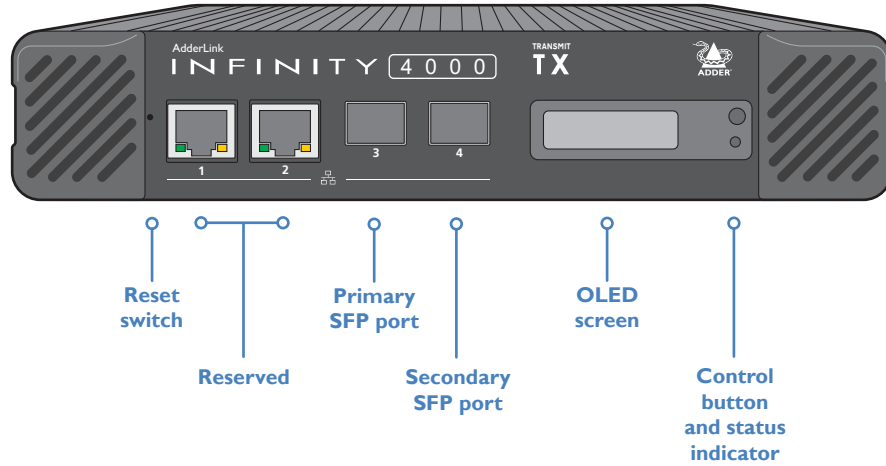 AdderLink
INFINITY 4000
TRANSMIT
TX
ADDER
1
2
3
4
Reset
switch
Reserved
Primary
SFP port
Secondary
SFP port
OLED
screen
Control
button
and status
indicator